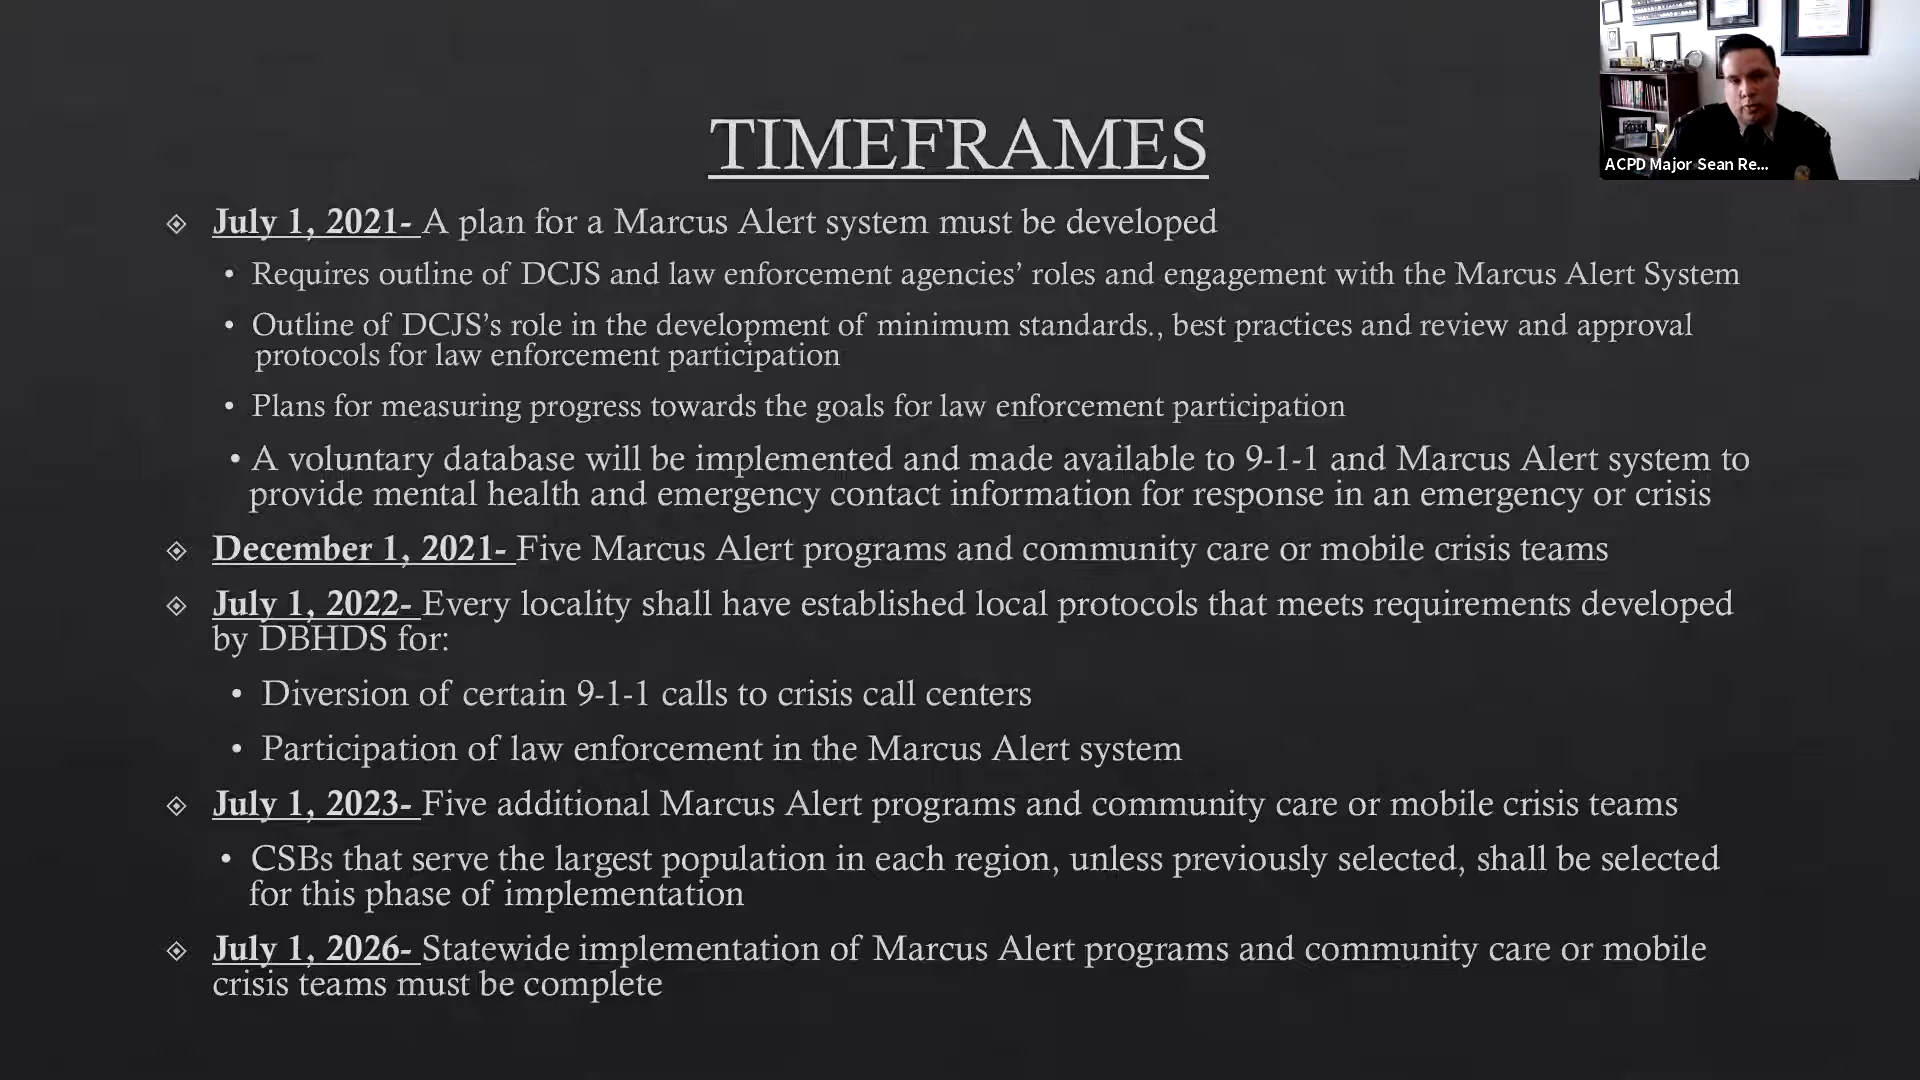 TIMEFRAMES
ACPD Major Sean Re...
July 1, 2021- A plan for a Marcus Alert system must be developed
• Requires outline of DCJS and law enforcement agencies’ roles and engagement with the Marcus Alert System
• Outline of DCJS’s role in the development of minimum standards., best practices and review and approval
protocols for law enforcement participation
• Plans for measuring progress towards the goals for law enforcement participation
• A voluntary database will be implemented and made available to 9-1-1 and Marcus Alert system to
provide mental health and emergency contact information for response in an emergency or crisis
December 1, 2021- Five Marcus Alert programs and community care or mobile crisis teams
July 1, 2022- Every locality shall have established local protocols that meets requirements developed
by DBHDS for:
• Diversion of certain 9-1-1 calls to crisis call centers
• Participation of law enforcement in the Marcus Alert system
July 1, 2023- Five additional Marcus Alert programs and community care or mobile crisis teams
• CSBs that serve the largest population in each region, unless previously selected, shall be selected
for this phase of implementation
July 1, 2026- Statewide implementation of Marcus Alert programs and community care or mobile
crisis teams must be complete